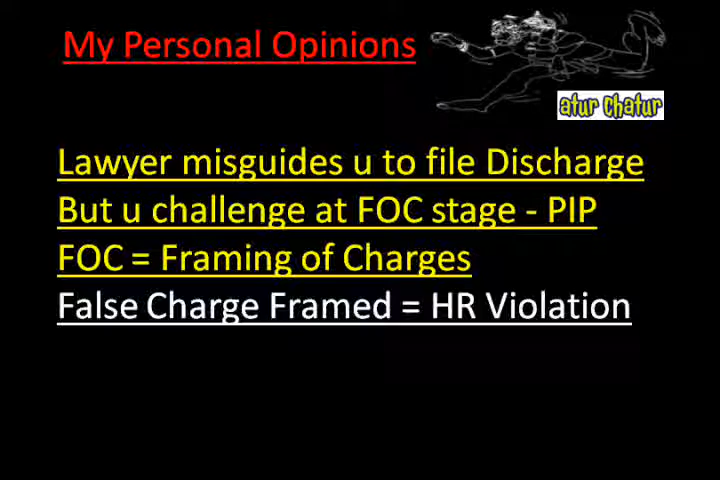 My Personal Opinions
atur chatur
Lawyer misguides u to file Discharge
But u challenge at FOC stage - PIP
FOC = Framing of Charges
False Charge Framed = HR Violation